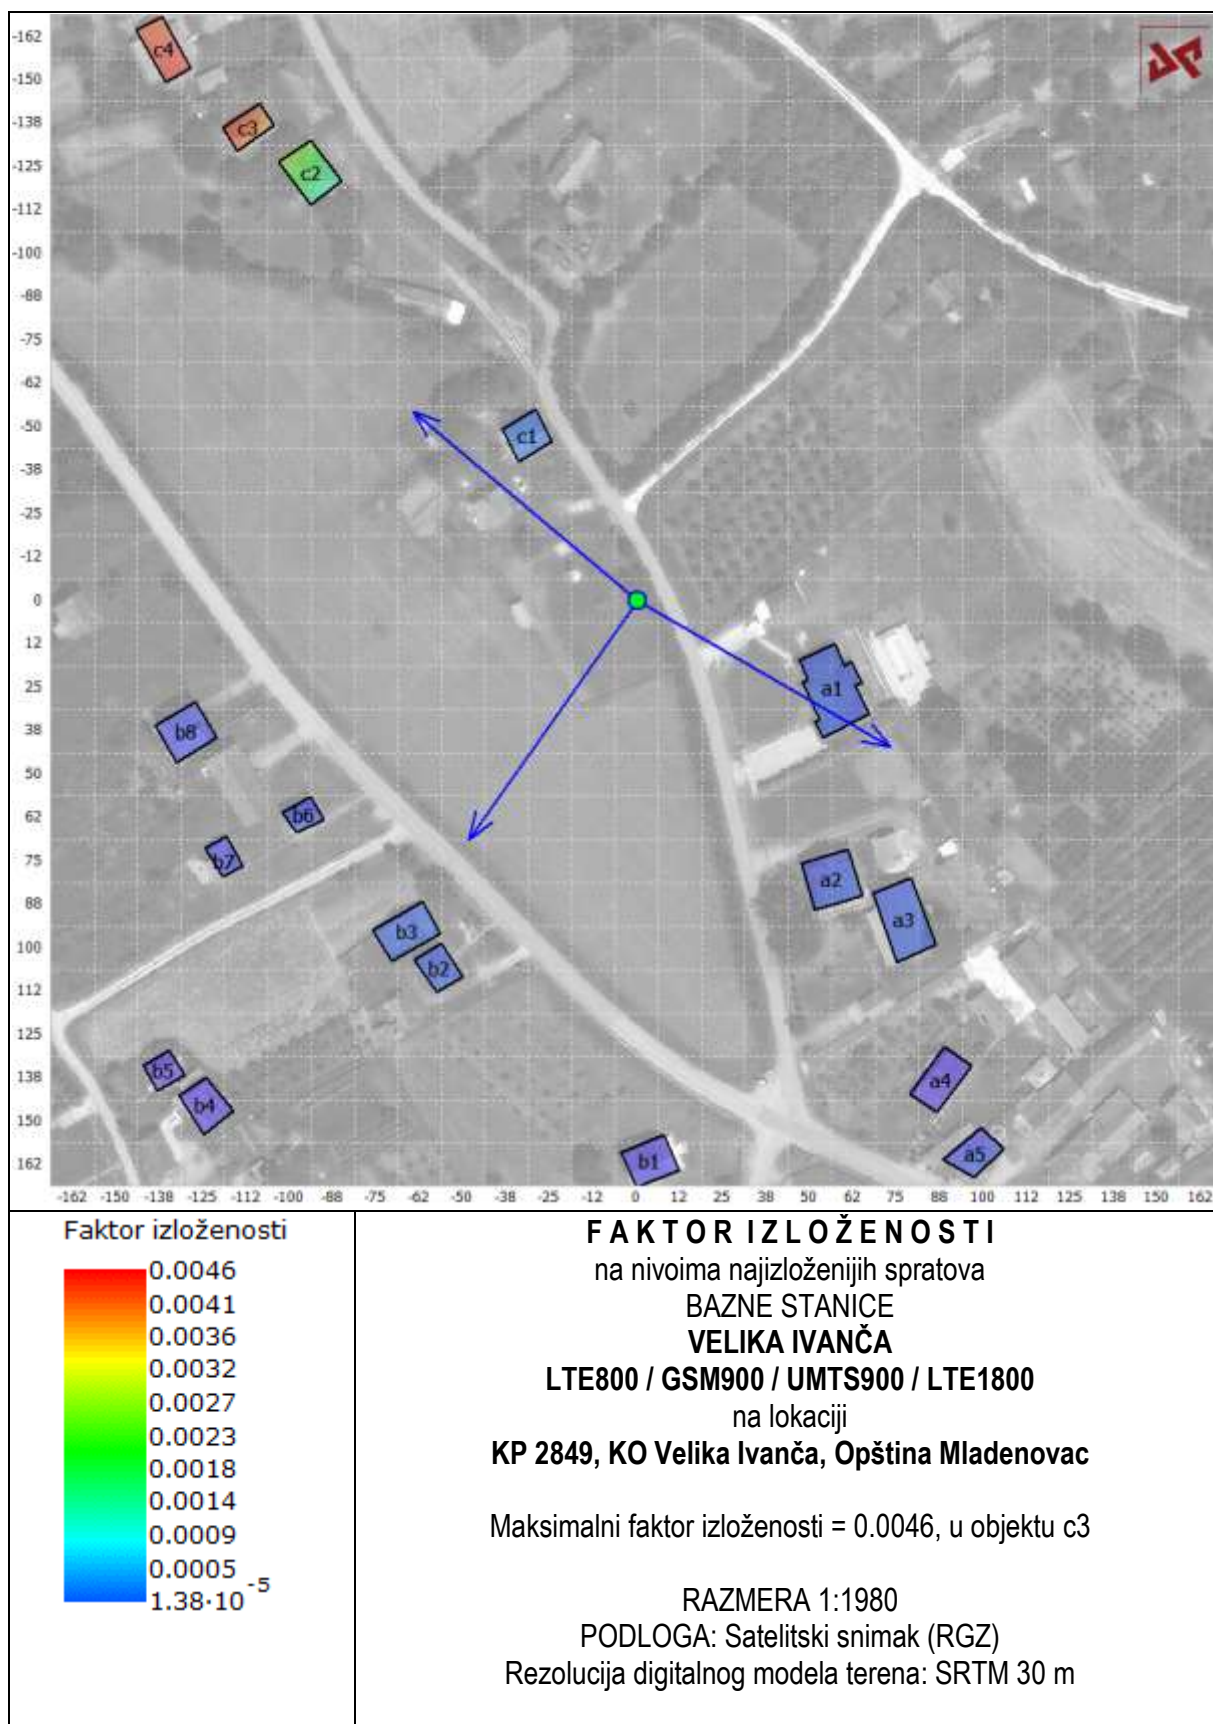 -162
-150
-138
-125
-112
-100
-88
-75
-62
-50
-38
-25
-12
0
12
25
38
50
62
75
88
100
112
125
138
150
162
c4
c3
c2
c1
a1
b8
b6
b7
a2
b3
a3
b2
b5
b4
a4
b1
a5
-162 -150 -138 -125 -112 -100 -88 -75 -62 -50 -38 -25 -12 0 12 25 38 50 62 75 88 100 112 125 138 150 162
Faktor izloženosti
0.0046
0.0041
0.0036
0.0032
0.0027
0.0023
0.0018
0.0014
0.0009
0.0005
1.38·10⁻⁵
F A K T O R  I Z L O Ž E N O S T I
na nivoima najizloženijih spratova
BAZNE STANICE
VELIKA IVANČA
LTE800 / GSM900 / UMTS900 / LTE1800
na lokaciji
KP 2849, KO Velika Ivanča, Opština Mladenovac
Maksimalni faktor izloženosti = 0.0046, u objektu c3
RAZMERA 1:1980
PODLOGA: Satelitski snimak (RGZ)
Rezolucija digitalnog modela terena: SRTM 30 m